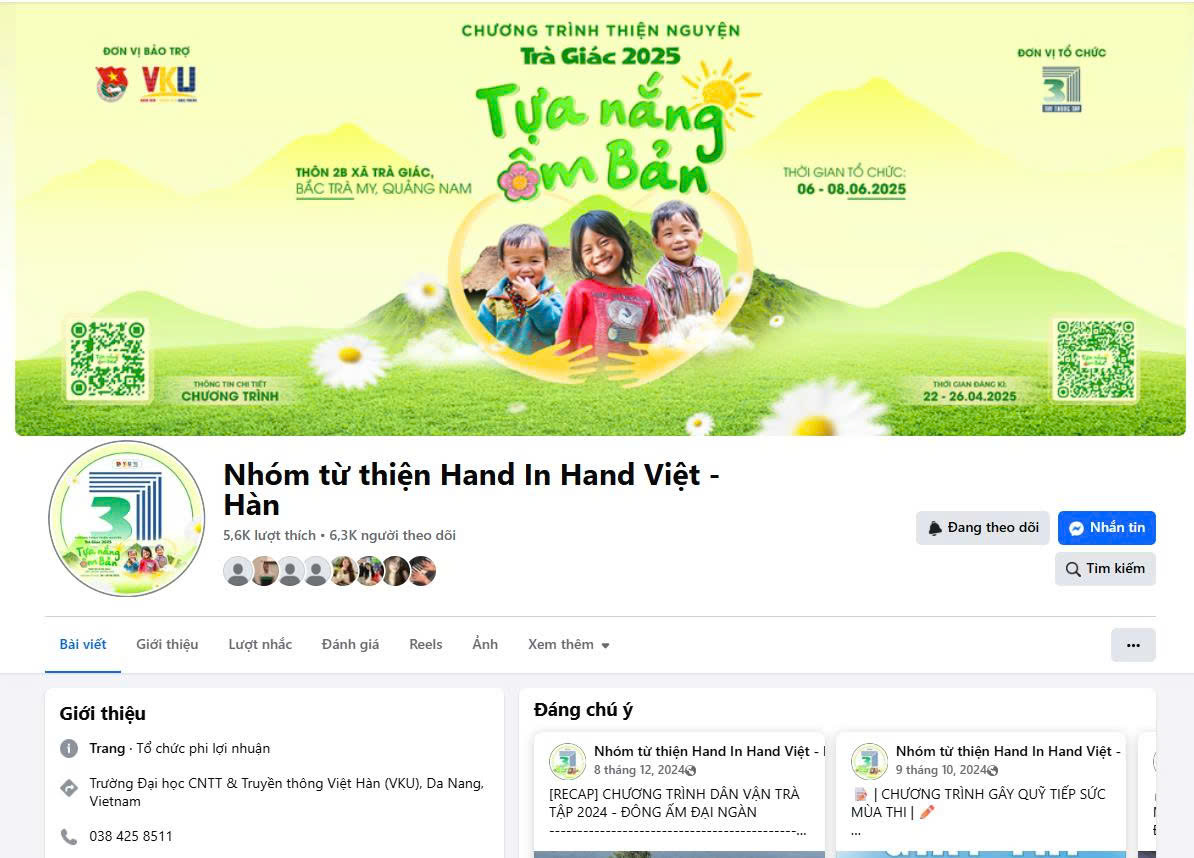 CHƯƠNG TRÌNH THIỆN NGUYỆN
Trà Giác 2025
ĐƠN VỊ BẢO TRỢ
VKU
ĐƠN VỊ TỔ CHỨC
Tựa nắng
ôm Bản
THÔN 2B XÃ TRÀ GIÁC,
BẮC TRÀ MY, QUẢNG NAM
THỜI GIAN TỔ CHỨC:
06 - 08.06.2025
THÔNG TIN CHI TIẾT
CHƯƠNG TRÌNH
THỜI GIAN ĐĂNG KÍ:
22 - 26.04.2025
Nhóm từ thiện Hand In Hand Việt -
Hàn
5,6K lượt thích • 6,3K người theo dõi
Đang theo dõi
Nhắn tin
Tìm kiếm
Bài viết
Giới thiệu
Lượt nhắc
Đánh giá
Reels
Ảnh
Xem thêm
Giới thiệu
Trang · Tổ chức phi lợi nhuận
Trường Đại học CNTT & Truyền thông Việt Hàn (VKU), Da Nang,
Vietnam
038 425 8511
Đáng chú ý
Nhóm từ thiện Hand In Hand Việt -
8 tháng 12, 2024
[RECAP] CHƯƠNG TRÌNH DÂN VẬN TRÀ
TẬP 2024 - ĐÔNG ẤM ĐẠI NGÀN
--------------------------------------------...
Nhóm từ thiện Hand In Hand Việt -
9 tháng 10, 2024
| CHƯƠNG TRÌNH GÂY QUỸ TIẾP SỨC
MÙA THI |
...